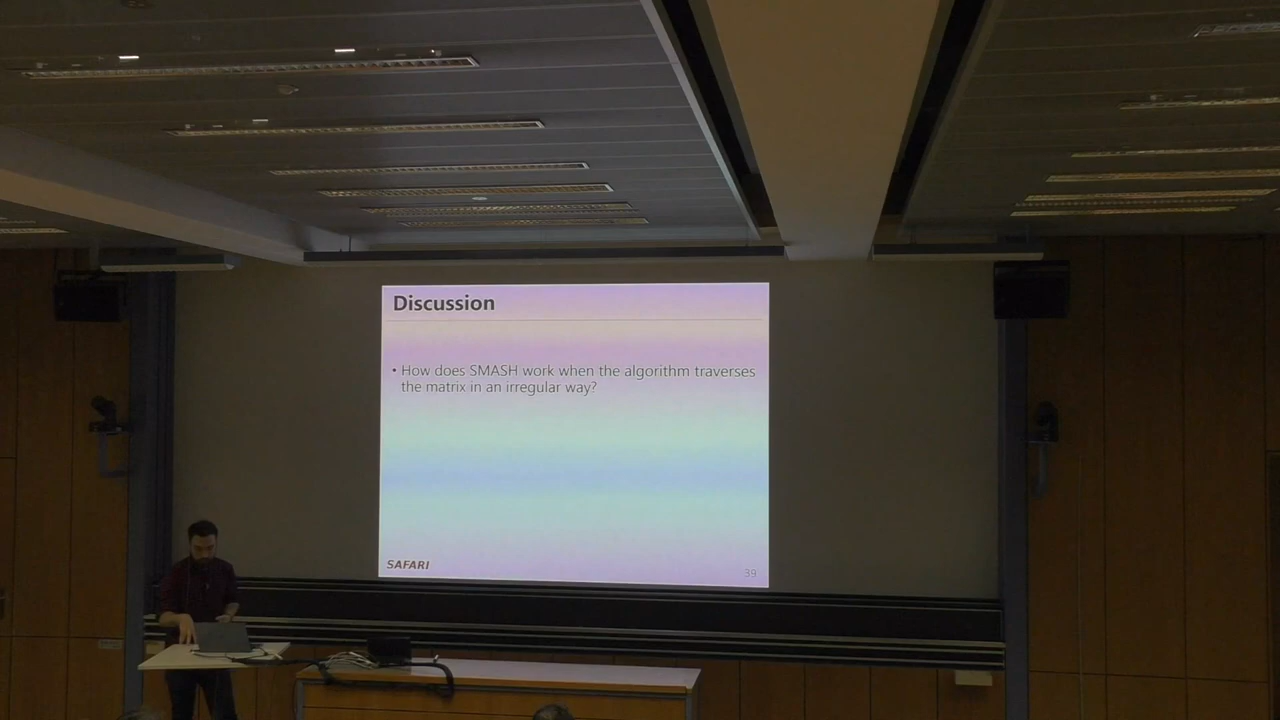 Discussion
• How does SMASH work when the algorithm traverses
the matrix in an irregular way?
SAFARI
39